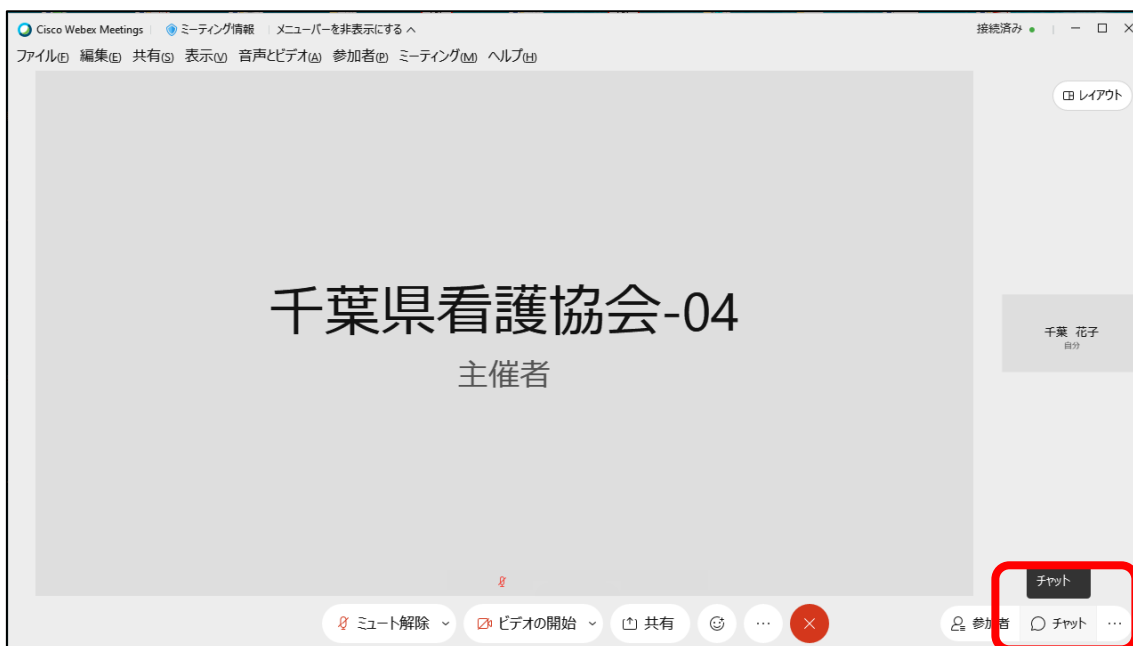 Cisco Webex Meetings ミーティング情報 メニューバーを非表示にする 接続済み
ファイル(F) 編集(E) 共有(S) 表示(V) 音声とビデオ(A) 参加者(P) ミーティング(M) ヘルプ(H)
レイアウト
千葉県看護協会-04
主催者
千葉 花子
自分
チャット
ミュート解除 ビデオの開始 共有 参加者 チャット